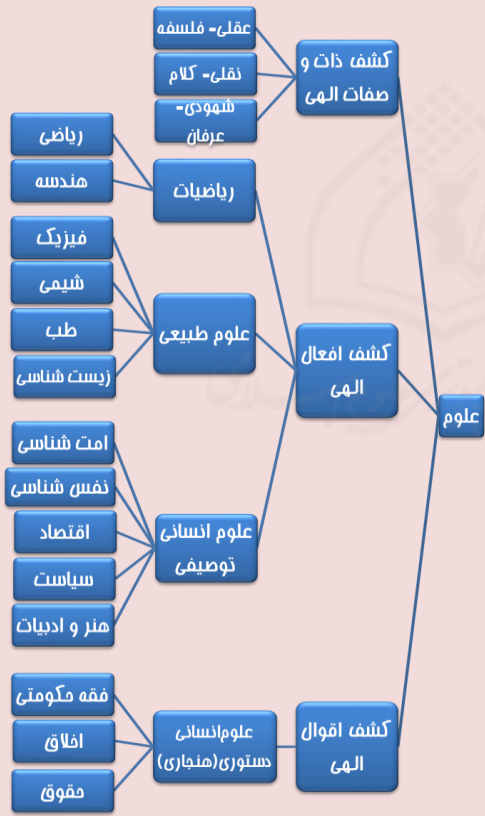 علوم
کشف ذات و
صفات الهی
عقلی- فلسفه
نقلی- کلام
شهودی-
عرفان
کشف افعال
الهی
ریاضیات
ریاضی
هندسه
علوم طبیعی
فیزیک
شیمی
طب
زیست شناسی
علوم انسانی
توصیفی
امت شناسی
نفس شناسی
اقتصاد
سیاست
هنر و ادبیات
کشف اقوال
الهی
علوم‌انسانی
دستوری(هنجاری)
فقه حکومتی
اخلاق
حقوق